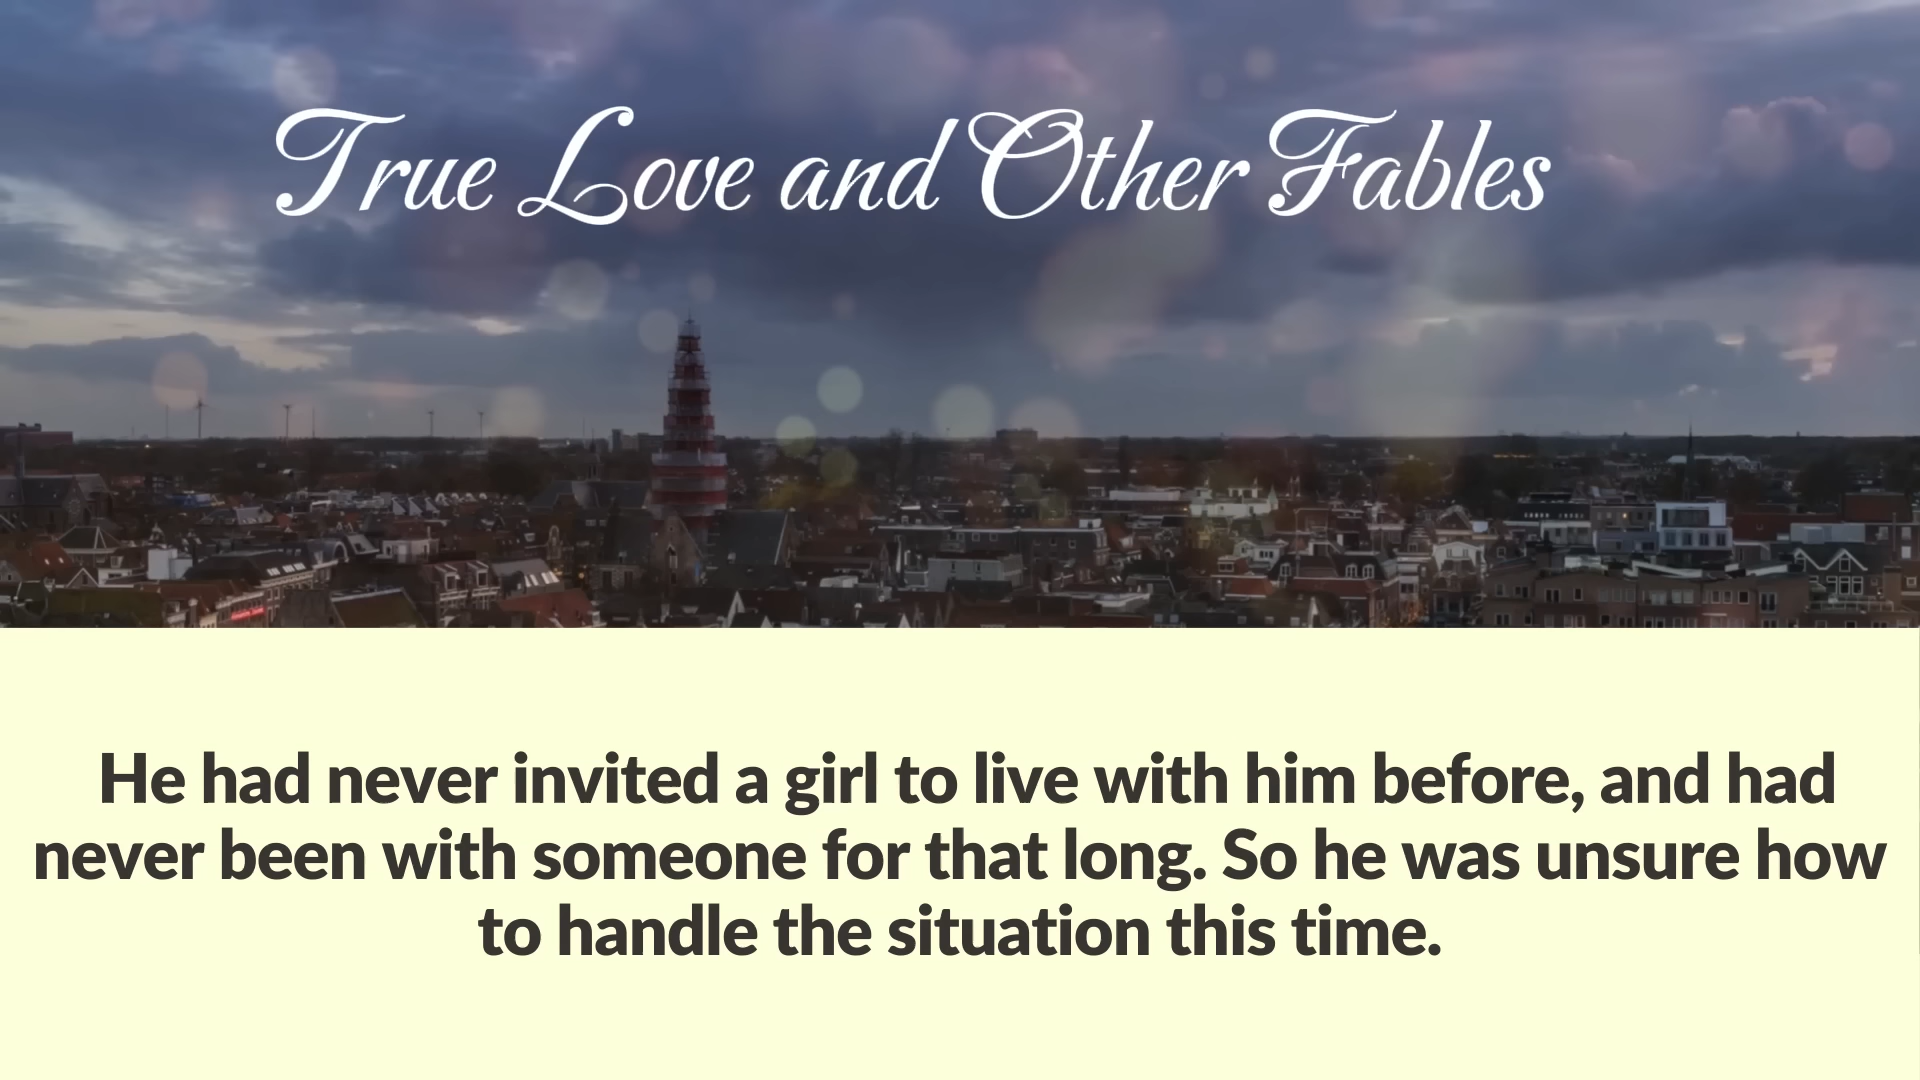 True Love and Other Fables
He had never invited a girl to live with him before, and had
never been with someone for that long. So he was unsure how
to handle the situation this time.